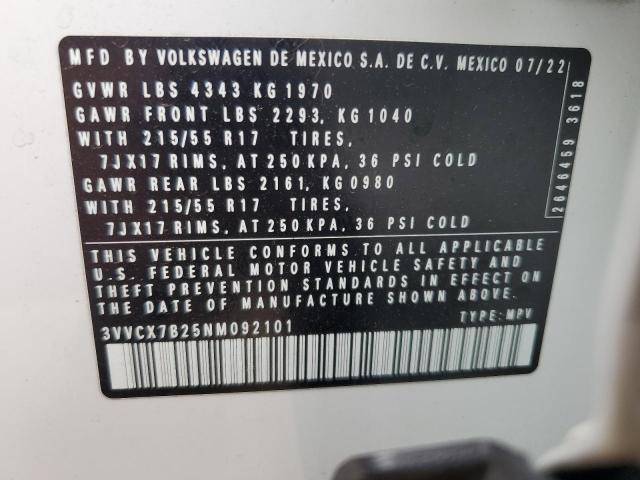 MFD BY VOLKSWAGEN DE MEXICO S.A. DE C.V. MEXICO 07/22
GVWR LBS 4343 KG 1970
GAWR FRONT LBS 2293, KG 1040
WITH 215/55 R17 TIRES,
7JX17 RIMS, AT 250 KPA, 36 PSI COLD
GAWR REAR LBS 2161, KG 0980
WITH 215/55 R17 TIRES,
7JX17 RIMS, AT 250 KPA, 36 PSI COLD
THIS VEHICLE CONFORMS TO ALL APPLICABLE
U.S. FEDERAL MOTOR VEHICLE SAFETY AND
THEFT PREVENTION STANDARDS IN EFFECT ON
THE DATE OF MANUFACTURE SHOWN ABOVE.
3VVCX7B25NM092101 TYPE: MPV
2646459 3618